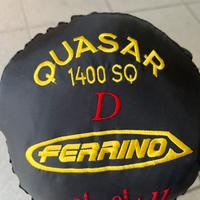 QUASAR
1400 SQ
D
FERRINO